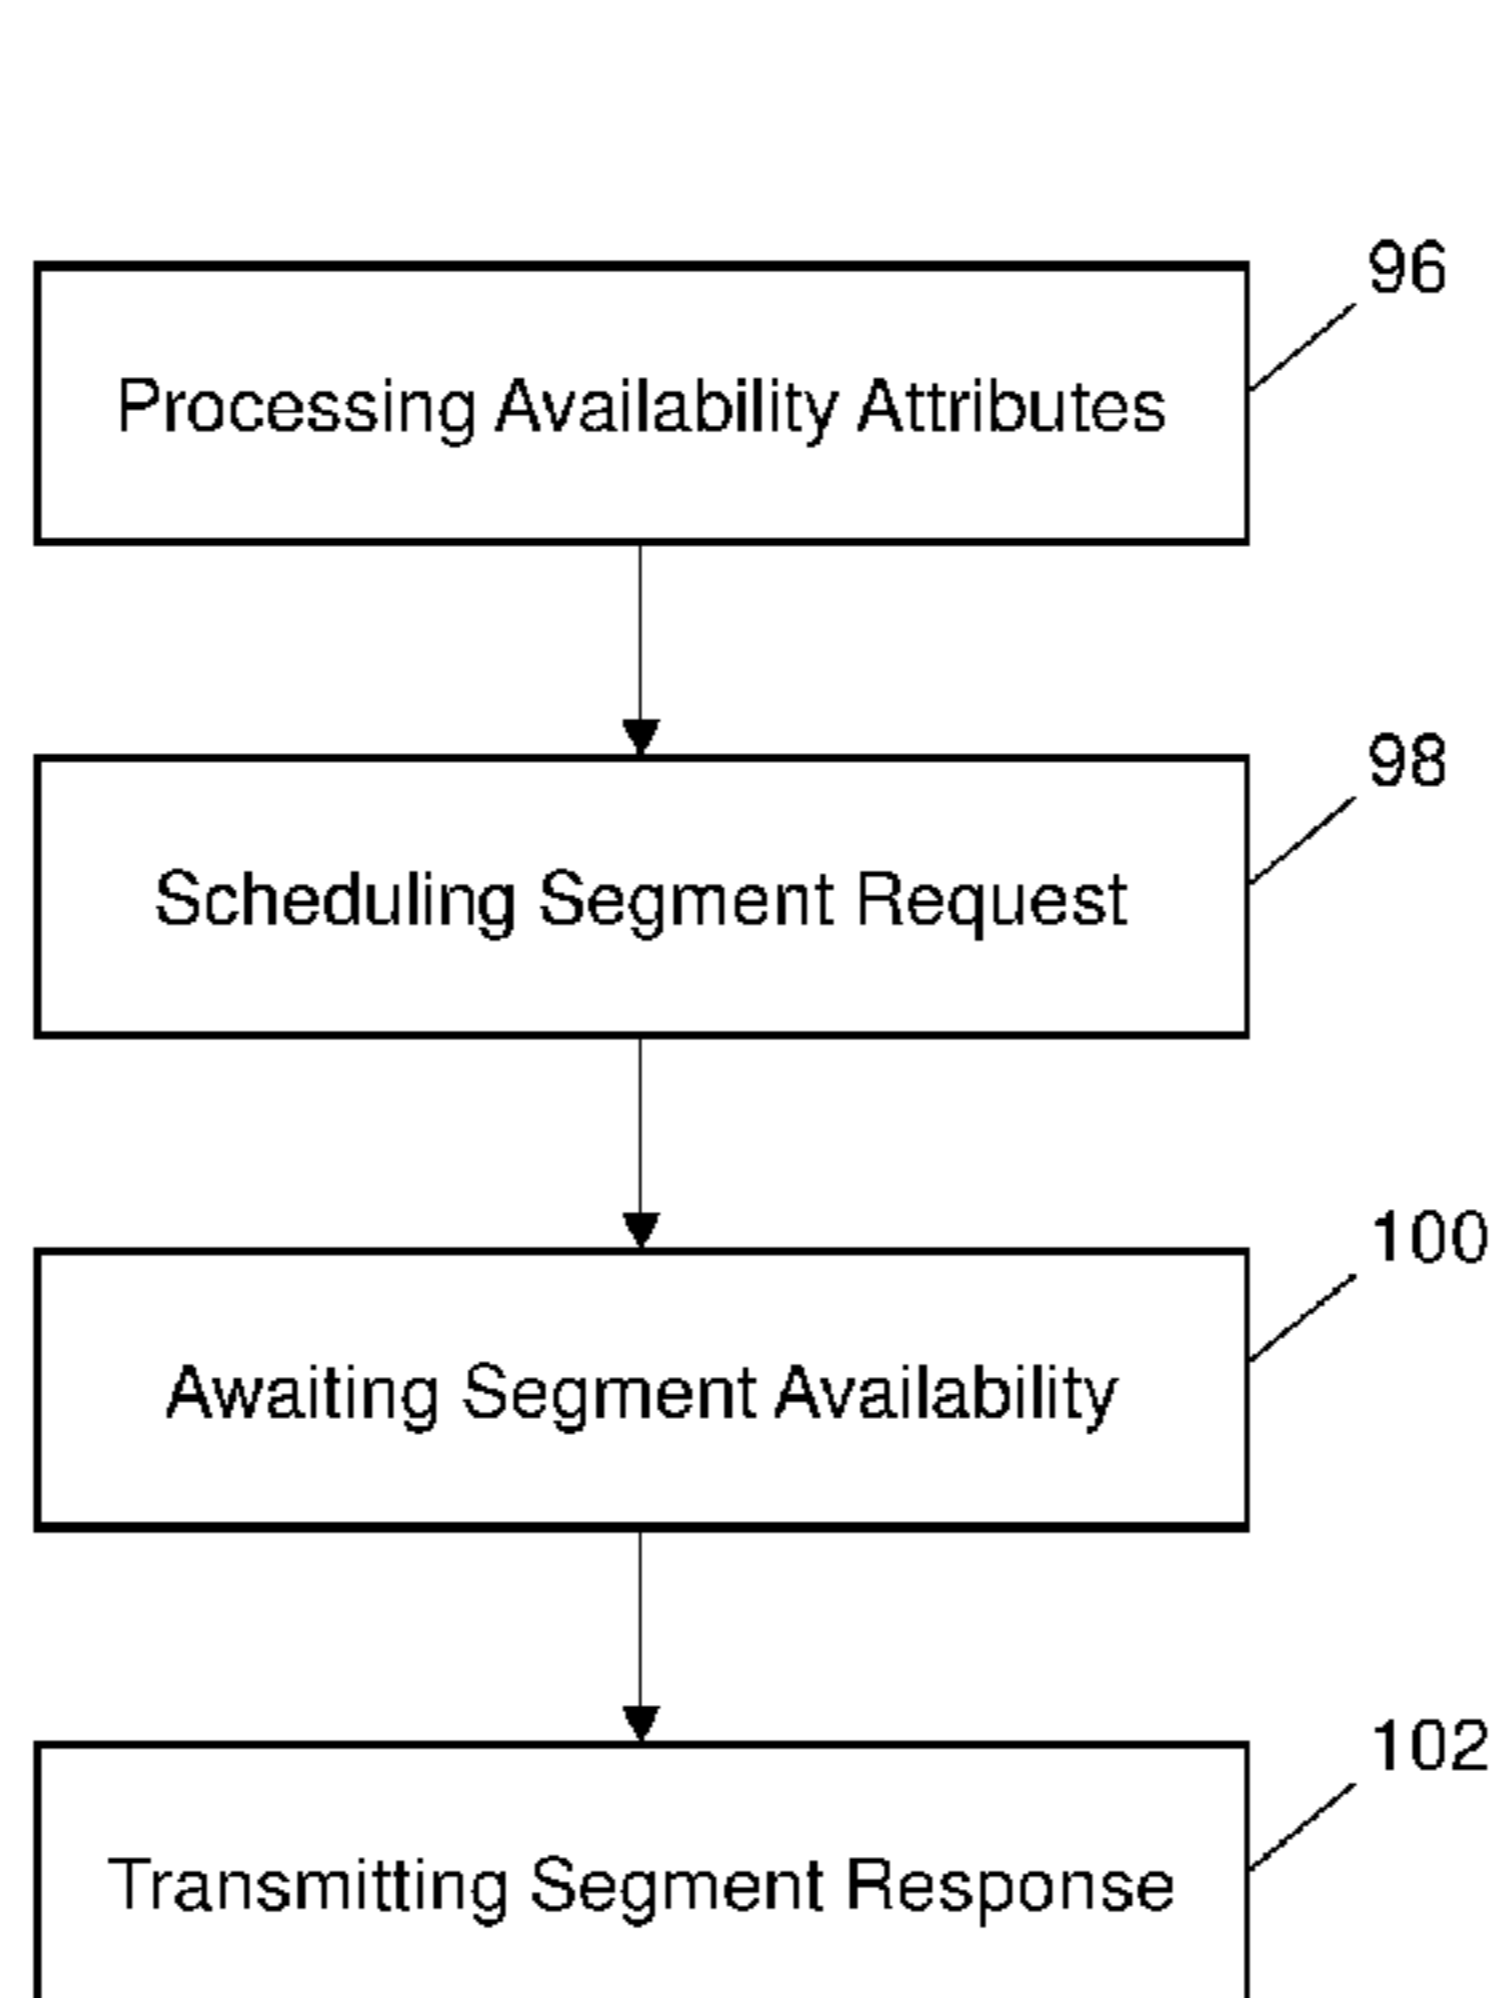 96
Processing Availability Attributes
98
Scheduling Segment Request
100
Awaiting Segment Availability
102
Transmitting Segment Response